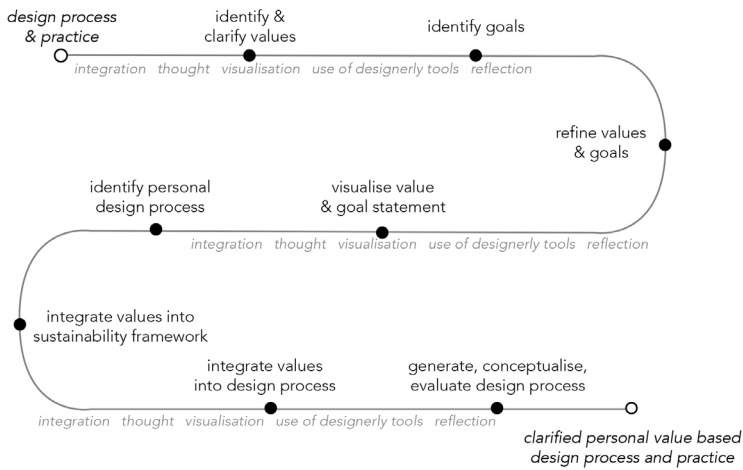 design process
& practice
identify &
clarify values
identify goals
integration thought visualisation use of designerly tools reflection
refine values
& goals
identify personal
design process
visualise value
& goal statement
integration thought visualisation use of designerly tools reflection
integrate values into
sustainability framework
integrate values
into design process
generate, conceptualise,
evaluate design process
integration thought visualisation use of designerly tools reflection
clarified personal value based
design process and practice